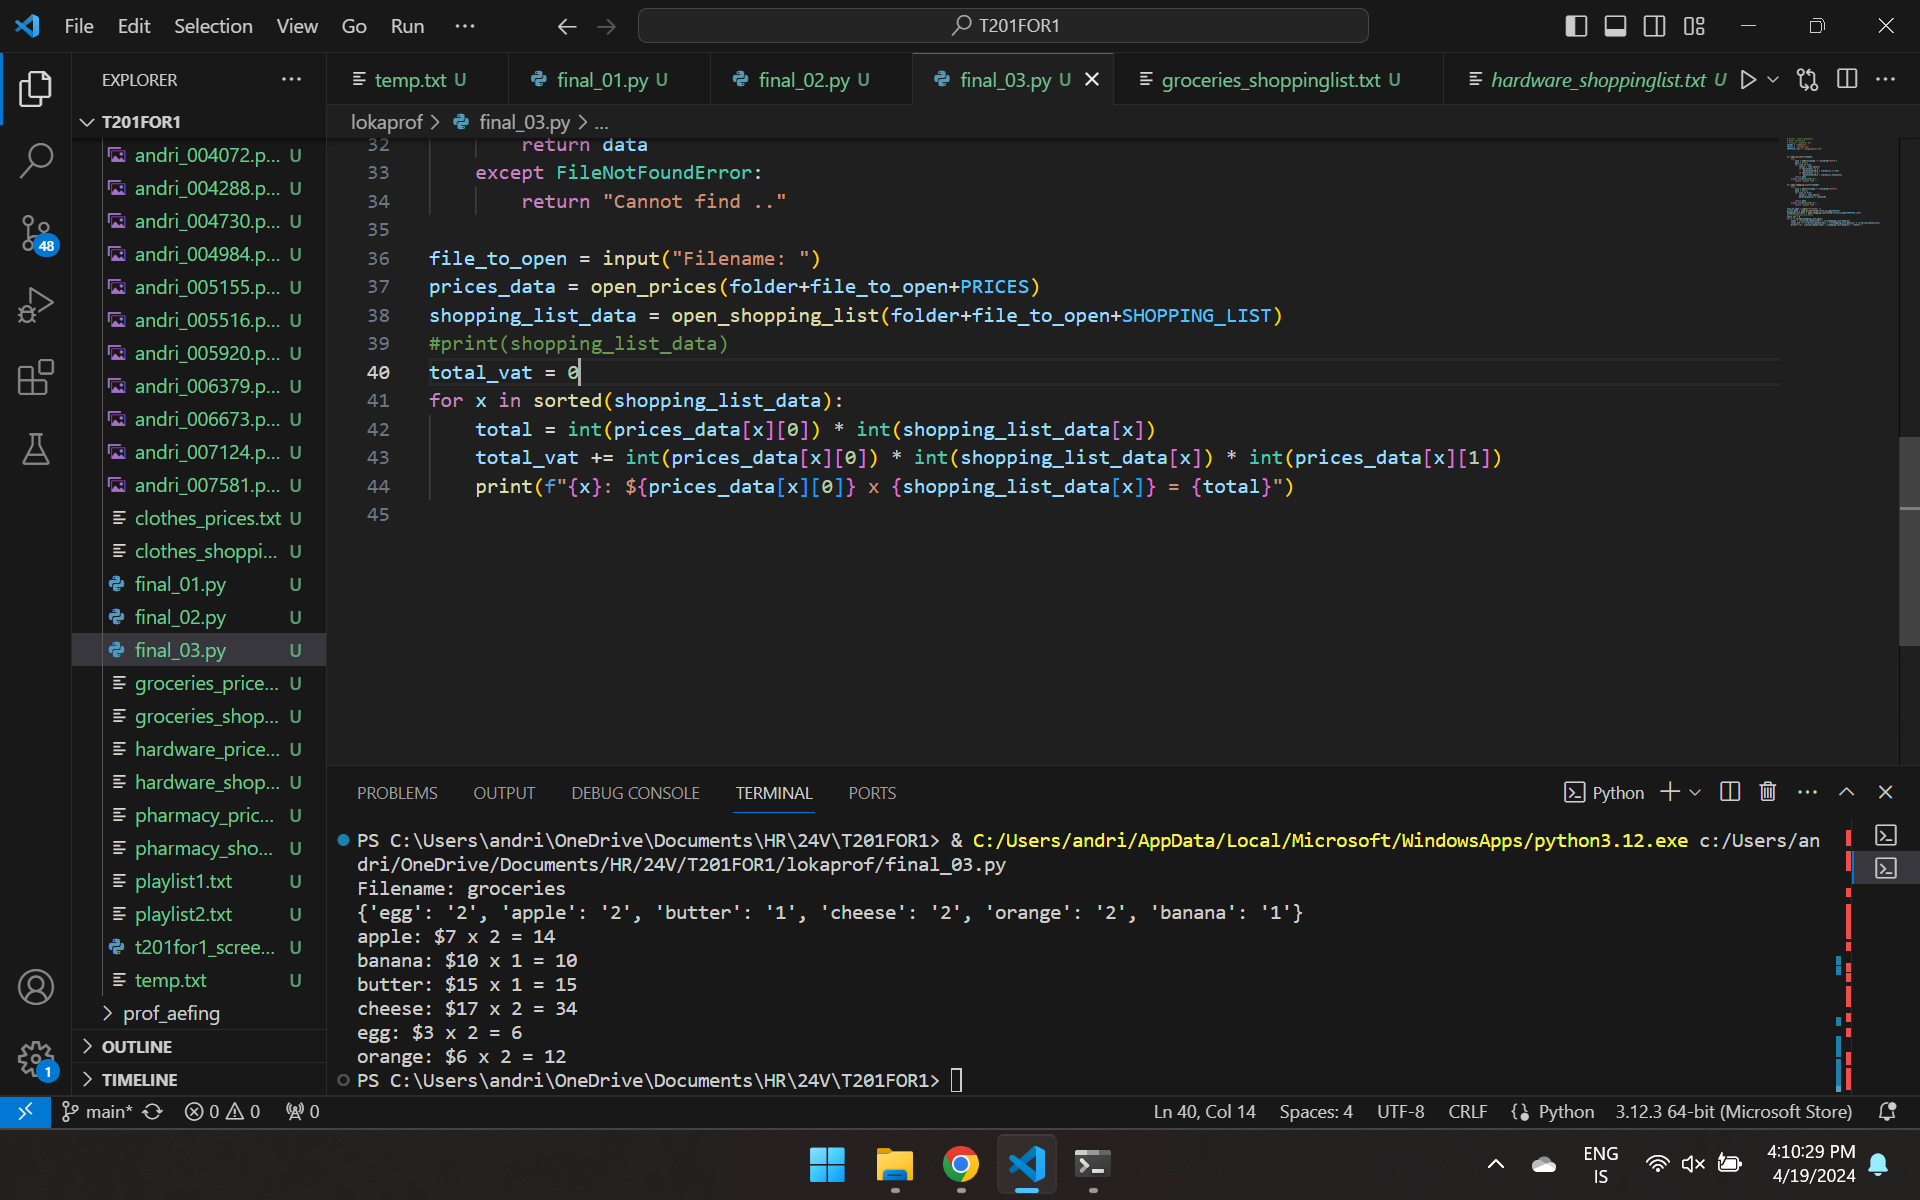 File Edit Selection View Go Run ···
T201FOR1
EXPLORER
temp.txt U
final_01.py U
final_02.py U
final_03.py U
groceries_shoppinglist.txt U
hardware_shoppinglist.txt U
T201FOR1
lokaprof > final_03.py > ...
andri_004072.p... U
andri_004288.p... U
andri_004730.p... U
andri_004984.p... U
andri_005155.p... U
andri_005516.p... U
andri_005920.p... U
andri_006379.p... U
andri_006673.p... U
andri_007124.p... U
andri_007581.p... U
clothes_prices.txt U
clothes_shoppi... U
final_01.py U
final_02.py U
final_03.py U
groceries_price... U
groceries_shop... U
hardware_price... U
hardware_shop... U
pharmacy_pric... U
pharmacy_sho... U
playlist1.txt U
playlist2.txt U
t201for1_scree... U
temp.txt U
prof_aefing
OUTLINE
TIMELINE
48
1
32 return data
33 except FileNotFoundError:
34 return "Cannot find .."
35
36 file_to_open = input("Filename: ")
37 prices_data = open_prices(folder+file_to_open+PRICES)
38 shopping_list_data = open_shopping_list(folder+file_to_open+SHOPPING_LIST)
39 #print(shopping_list_data)
40 total_vat = 0
41 for x in sorted(shopping_list_data):
42 total = int(prices_data[x][0]) * int(shopping_list_data[x])
43 total_vat += int(prices_data[x][0]) * int(shopping_list_data[x]) * int(prices_data[x][1])
44 print(f"{x}: ${prices_data[x][0]} x {shopping_list_data[x]} = {total}")
45
PROBLEMS OUTPUT DEBUG CONSOLE TERMINAL PORTS
Python
PS C:\Users\andri\OneDrive\Documents\HR\24V\T201FOR1> & C:/Users/andri/AppData/Local/Microsoft/WindowsApps/python3.12.exe c:/Users/an
dri/OneDrive/Documents/HR/24V/T201FOR1/lokaprof/final_03.py
Filename: groceries
{'egg': '2', 'apple': '2', 'butter': '1', 'cheese': '2', 'orange': '2', 'banana': '1'}
apple: $7 x 2 = 14
banana: $10 x 1 = 10
butter: $15 x 1 = 15
cheese: $17 x 2 = 34
egg: $3 x 2 = 6
orange: $6 x 2 = 12
PS C:\Users\andri\OneDrive\Documents\HR\24V\T201FOR1>
main* 0 0 0
Ln 40, Col 14 Spaces: 4 UTF-8 CRLF Python 3.12.3 64-bit (Microsoft Store)
ENG
IS
4:10:29 PM
4/19/2024